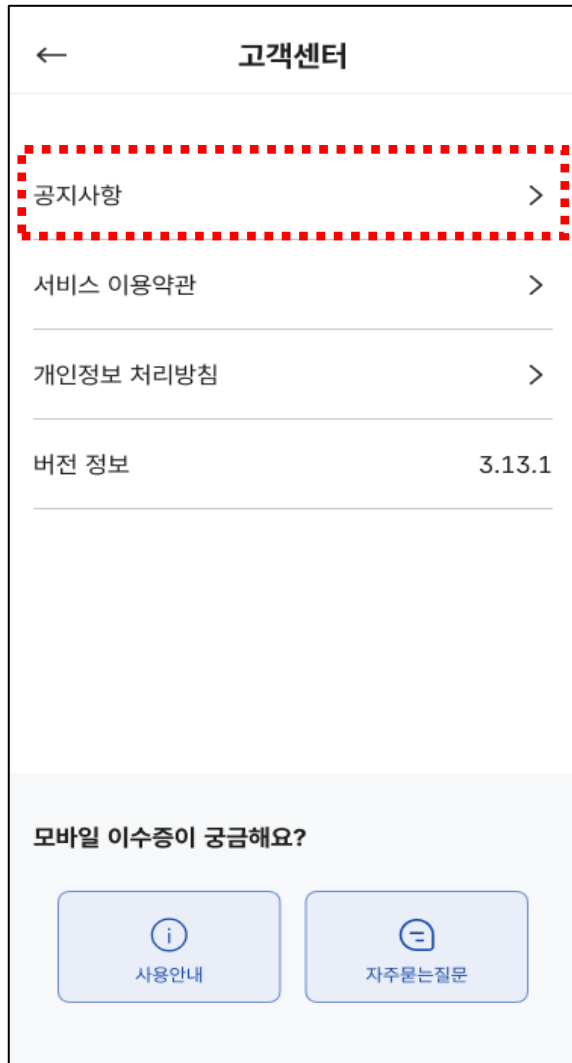 고객센터
공지사항
서비스 이용약관
개인정보 처리방침
버전 정보 3.13.1
모바일 이수증이 궁금해요?
사용안내 자주묻는질문